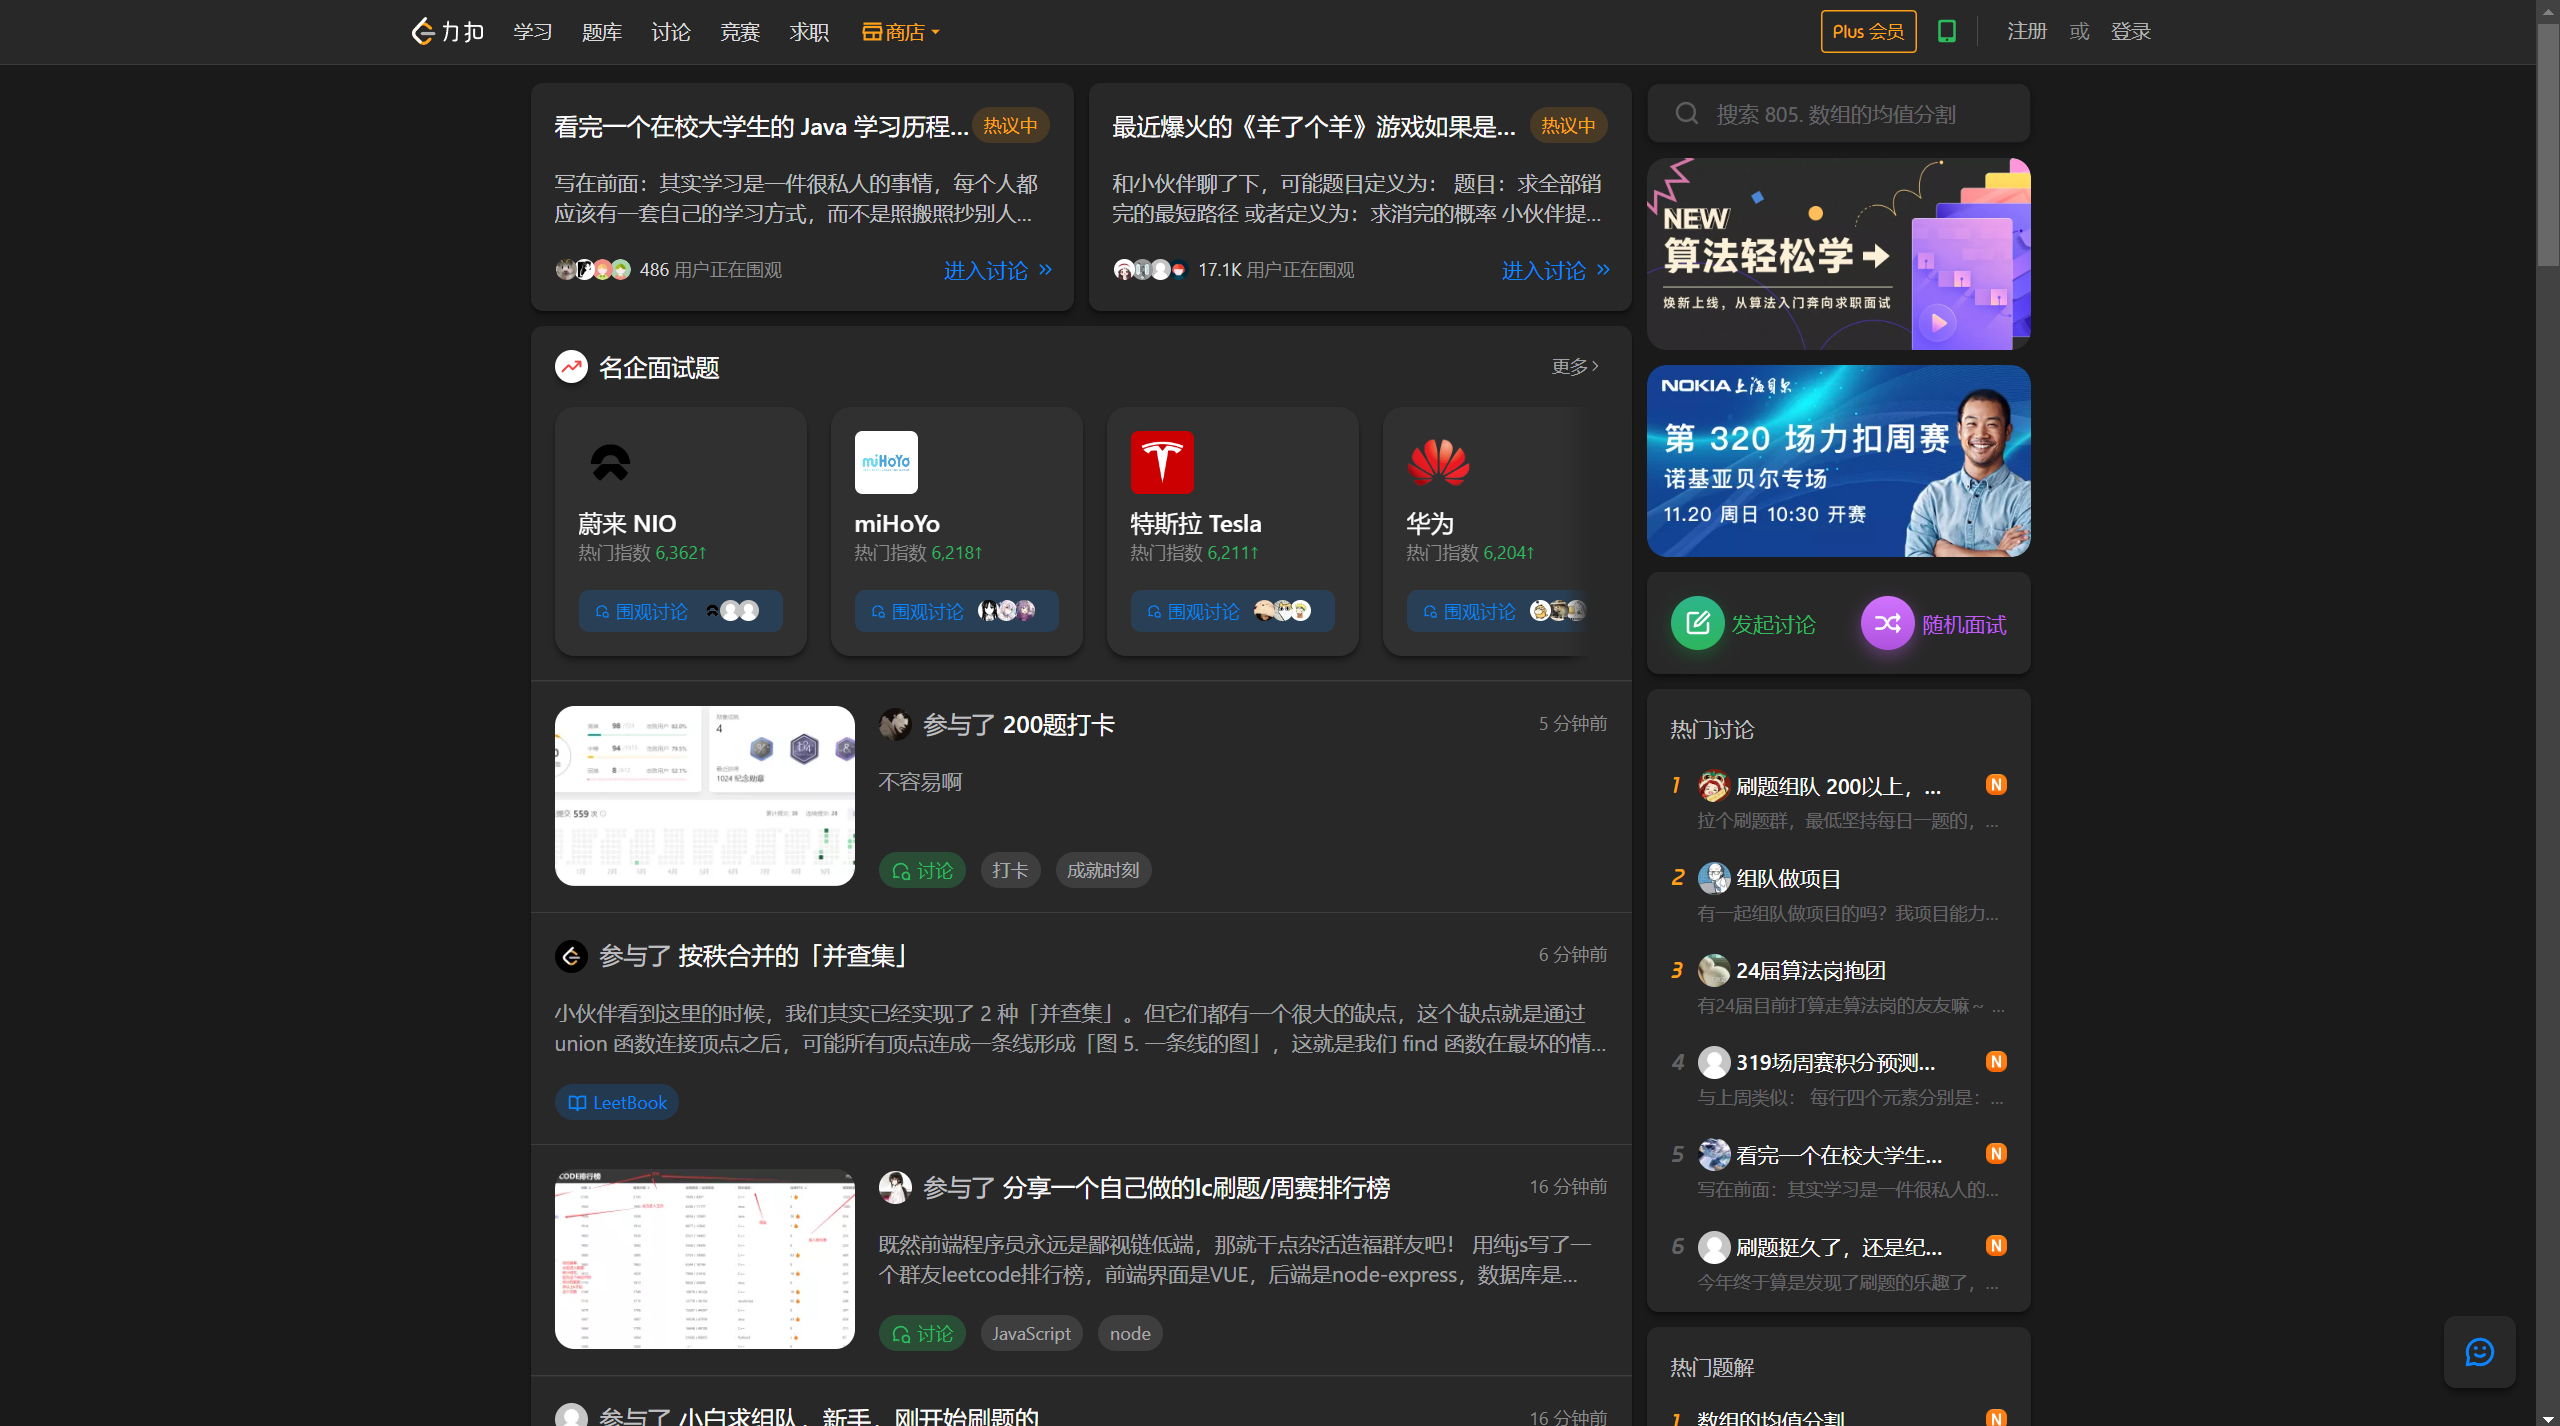 力扣
学习
题库
讨论
竞赛
求职
商店
Plus 会员
注册
或
登录
看完一个在校大学生的 Java 学习历程...
热议中
写在前面：其实学习是一件很私人的事情，每个人都
应该有一套自己的学习方式，而不是照搬照抄别人...
486 用户正在围观
进入讨论
最近爆火的《羊了个羊》游戏如果是...
热议中
和小伙伴聊了下，可能题目定义为： 题目：求全部销
完的最短路径 或者定义为：求消完的概率 小伙伴提...
17.1K 用户正在围观
进入讨论
名企面试题
更多
蔚来 NIO
热门指数 6,362↑
围观讨论
miHoYo
miHoYo
热门指数 6,218↑
围观讨论
特斯拉 Tesla
热门指数 6,211↑
围观讨论
华为
热门指数 6,204↑
围观讨论
提交 559 次
1024 纪念勋章
参与了 200题打卡
5 分钟前
不容易啊
讨论
打卡
成就时刻
参与了 按秩合并的「并查集」
6 分钟前
小伙伴看到这里的时候，我们其实已经实现了 2 种「并查集」。但它们都有一个很大的缺点，这个缺点就是通过
union 函数连接顶点之后，可能所有顶点连成一条线形成「图 5. 一条线的图」，这就是我们 find 函数在最坏的情...
LeetBook
CODE排行榜
参与了 分享一个自己做的lc刷题/周赛排行榜
16 分钟前
既然前端程序员永远是鄙视链低端，那就干点杂活造福群友吧！ 用纯js写了一
个群友leetcode排行榜，前端界面是VUE，后端是node-express，数据库是...
讨论
JavaScript
node
参与了 小白求组队，新手，刚开始刷题的
16 分钟前
搜索 805. 数组的均值分割
NEW
算法轻松学
焕新上线，从算法入门奔向求职面试
NOKIA 上海贝尔
第 320 场力扣周赛
诺基亚贝尔专场
11.20 周日 10:30 开赛
发起讨论
随机面试
热门讨论
1 刷题组队 200以上，... N
拉个刷题群，最低坚持每日一题的，...
2 组队做项目
有一起组队做项目的吗？我项目能力...
3 24届算法岗抱团
有24届目前打算走算法岗的友友嘛～ ...
4 319场周赛积分预测... N
与上周类似： 每行四个元素分别是：...
5 看完一个在校大学生... N
写在前面：其实学习是一件很私人的...
6 刷题挺久了，还是纪... N
今年终于算是发现了刷题的乐趣了，...
热门题解
1 数组的均值分割 N